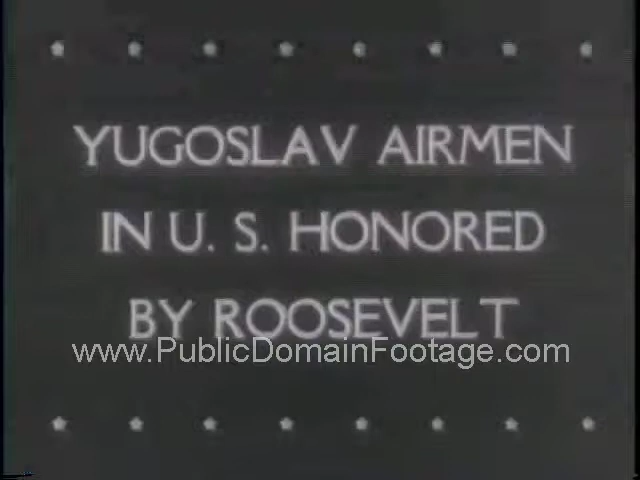 YUGOSLAV AIRMEN
IN U. S. HONORED
BY ROOSEVELT
www.PublicDomainFootage.com